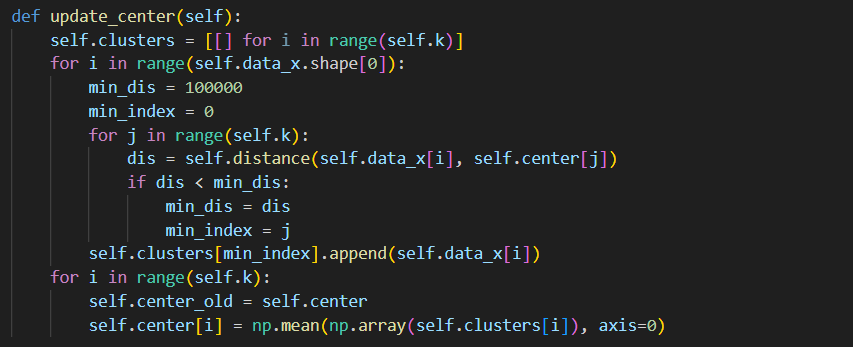 def update_center(self):
    self.clusters = [[] for i in range(self.k)]
    for i in range(self.data_x.shape[0]):
        min_dis = 100000
        min_index = 0
        for j in range(self.k):
            dis = self.distance(self.data_x[i], self.center[j])
            if dis < min_dis:
                min_dis = dis
                min_index = j
        self.clusters[min_index].append(self.data_x[i])
    for i in range(self.k):
        self.center_old = self.center
        self.center[i] = np.mean(np.array(self.clusters[i]), axis=0)